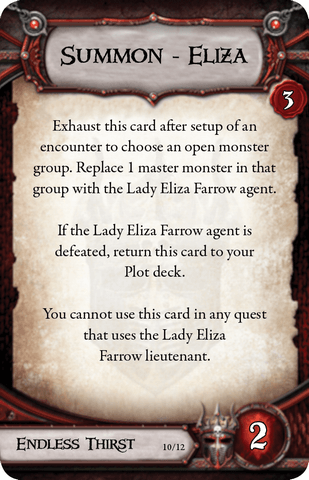 Summon - Eliza
3
Exhaust this card after setup of an
encounter to choose an open monster
group. Replace 1 master monster in that
group with the Lady Eliza Farrow agent.
If the Lady Eliza Farrow agent is
defeated, return this card to your
Plot deck.
You cannot use this card in any quest
that uses the Lady Eliza
Farrow lieutenant.
Endless Thirst 10/12 2